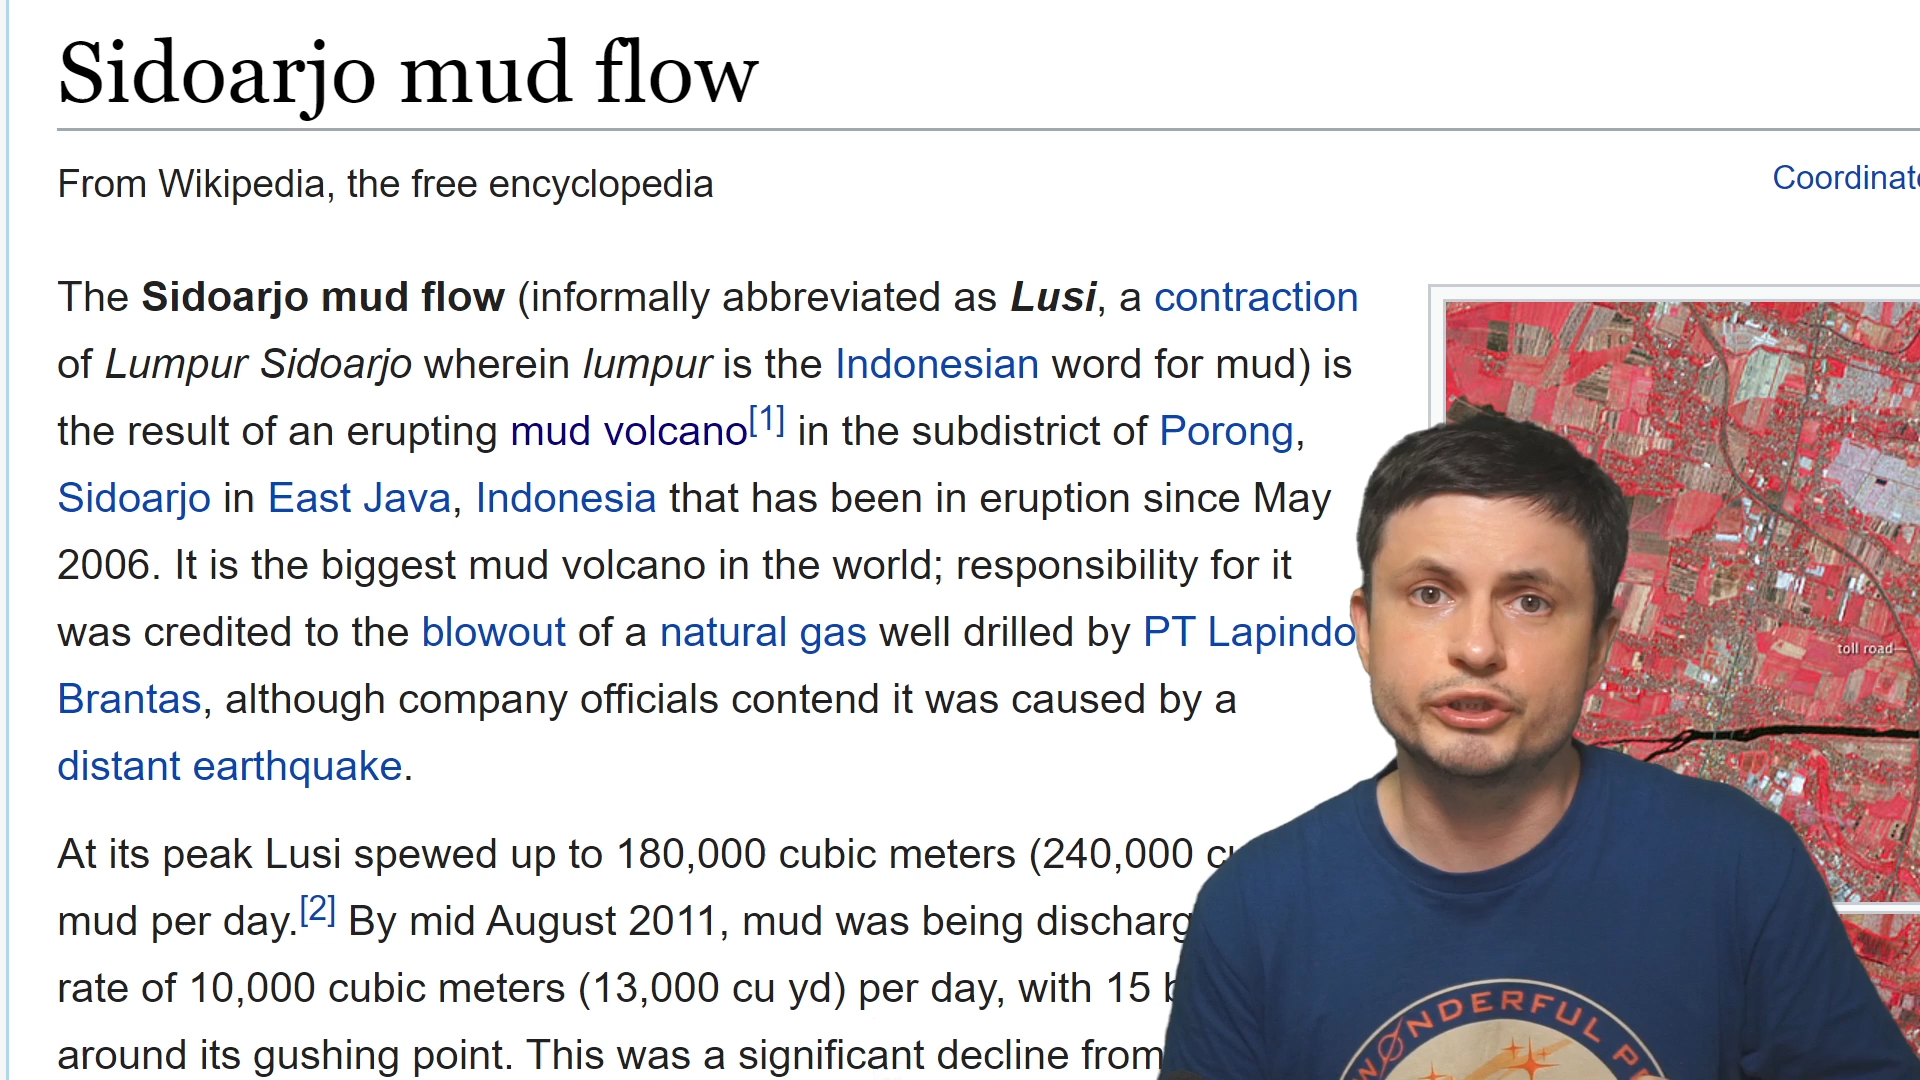 Sidoarjo mud flow
From Wikipedia, the free encyclopedia
Coordinate
The Sidoarjo mud flow (informally abbreviated as Lusi, a contraction
of Lumpur Sidoarjo wherein lumpur is the Indonesian word for mud) is
the result of an erupting mud volcano[1] in the subdistrict of Porong,
Sidoarjo in East Java, Indonesia that has been in eruption since May
2006. It is the biggest mud volcano in the world; responsibility for it
was credited to the blowout of a natural gas well drilled by PT Lapindo
Brantas, although company officials contend it was caused by a
distant earthquake.
toll road
At its peak Lusi spewed up to 180,000 cubic meters (240,000
mud per day.[2] By mid August 2011, mud was being discharg
rate of 10,000 cubic meters (13,000 cu yd) per day, with 15
around its gushing point. This was a significant decline from
WONDERFUL